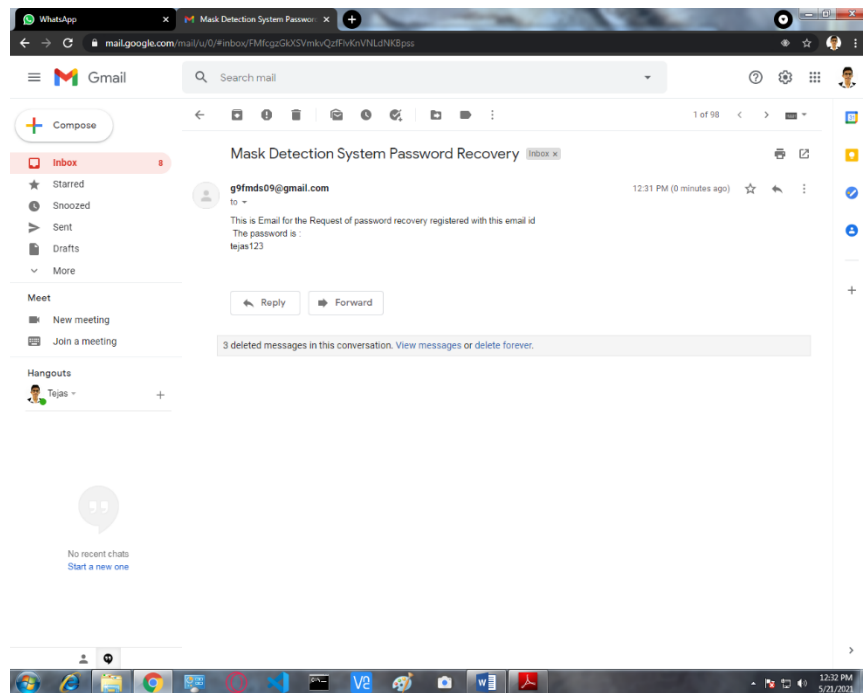 WhatsApp
Mask Detection System Passwor
mail.google.com/mail/u/0/#inbox/FMfcgzGkXSVmkvQzfFlvKnVNLdNKBpss
Gmail
Search mail
Compose
1 of 98
Inbox 8
Starred
Snoozed
Sent
Drafts
More
Mask Detection System Password Recovery Inbox x
g9fmds09@gmail.com 12:31 PM (0 minutes ago)
to
This is Email for the Request of password recovery registered with this email id
The password is :
tejas123
Reply Forward
3 deleted messages in this conversation. View messages or delete forever.
Meet
New meeting
Join a meeting
Hangouts
Tejas
No recent chats
Start a new one
12:32 PM
5/21/2021